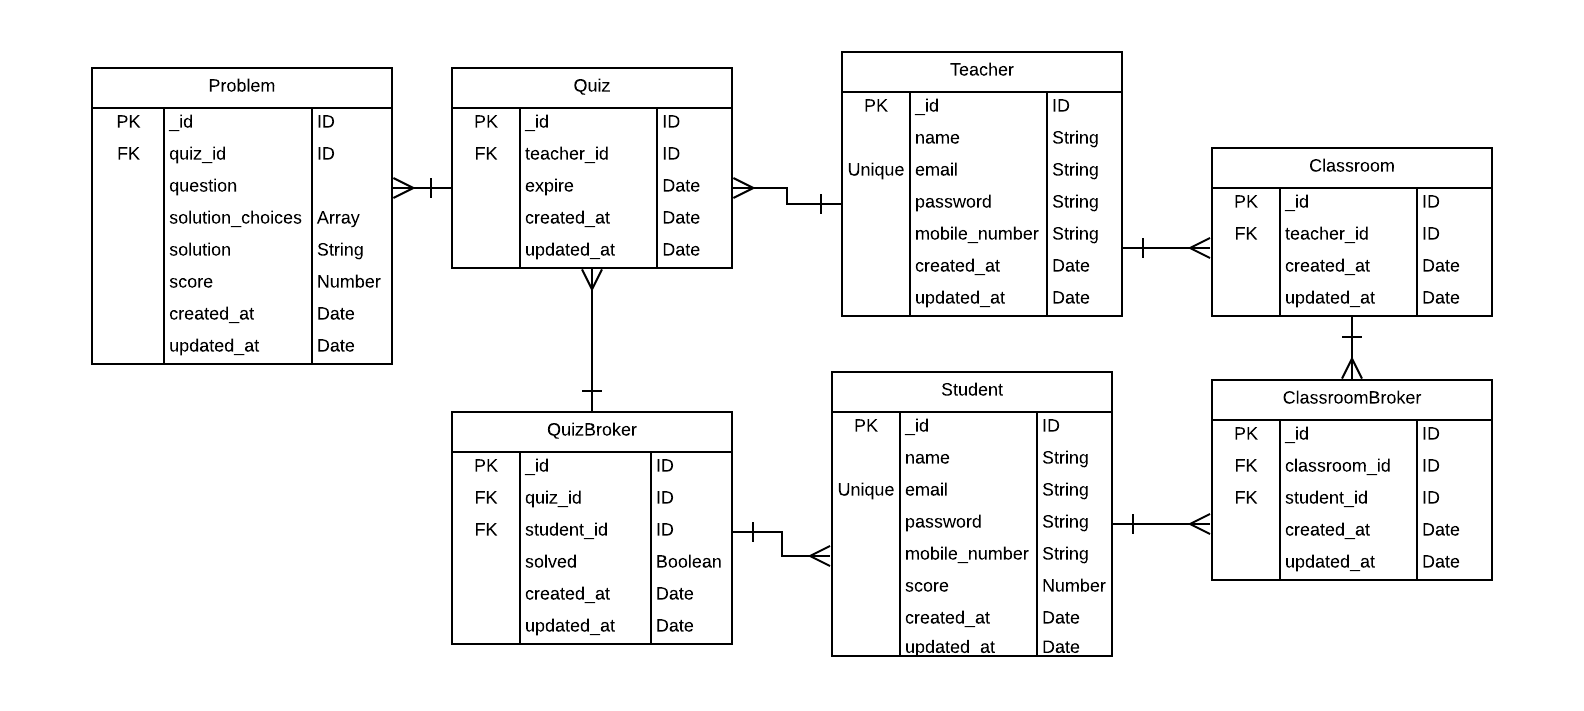 Problem
PK _id ID
FK quiz_id ID
question
solution_choices Array
solution String
score Number
created_at Date
updated_at Date
Quiz
PK _id ID
FK teacher_id ID
expire Date
created_at Date
updated_at Date
Teacher
PK _id ID
name String
Unique email String
password String
mobile_number String
created_at Date
updated_at Date
Classroom
PK _id ID
FK teacher_id ID
created_at Date
updated_at Date
QuizBroker
PK _id ID
FK quiz_id ID
FK student_id ID
solved Boolean
created_at Date
updated_at Date
Student
PK _id ID
name String
Unique email String
password String
mobile_number String
score Number
created_at Date
updated_at Date
ClassroomBroker
PK _id ID
FK classroom_id ID
FK student_id ID
created_at Date
updated_at Date